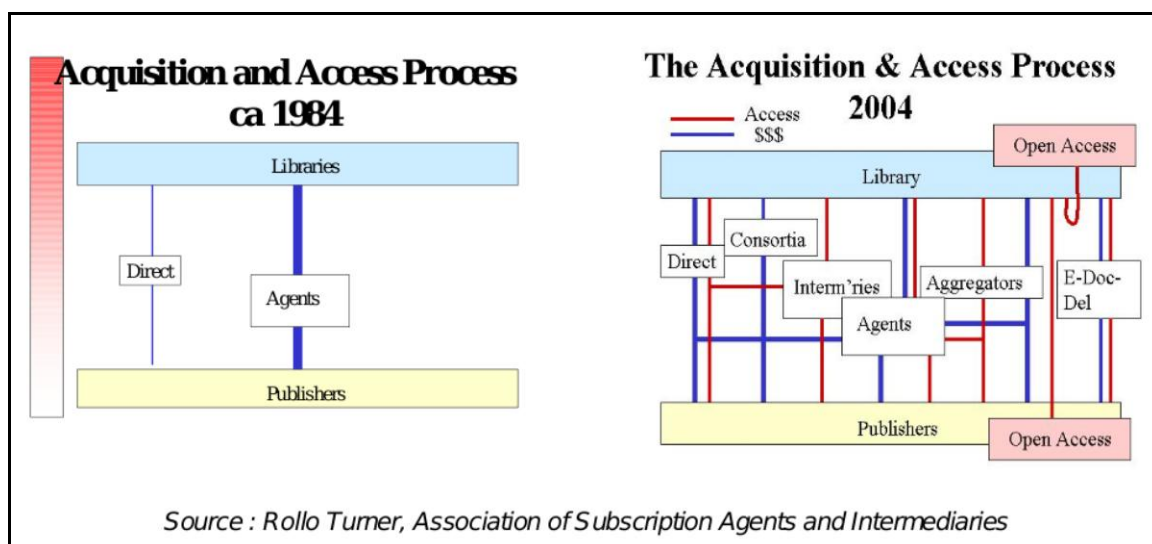 Acquisition and Access Process
ca 1984
Libraries
Direct
Agents
Publishers
The Acquisition & Access Process
2004
Access
$$$
Open Access
Library
Consortia
Direct
Interm'ries
Aggregators
E-Doc-
Del
Agents
Publishers
Open Access
Source : Rollo Turner, Association of Subscription Agents and Intermediaries